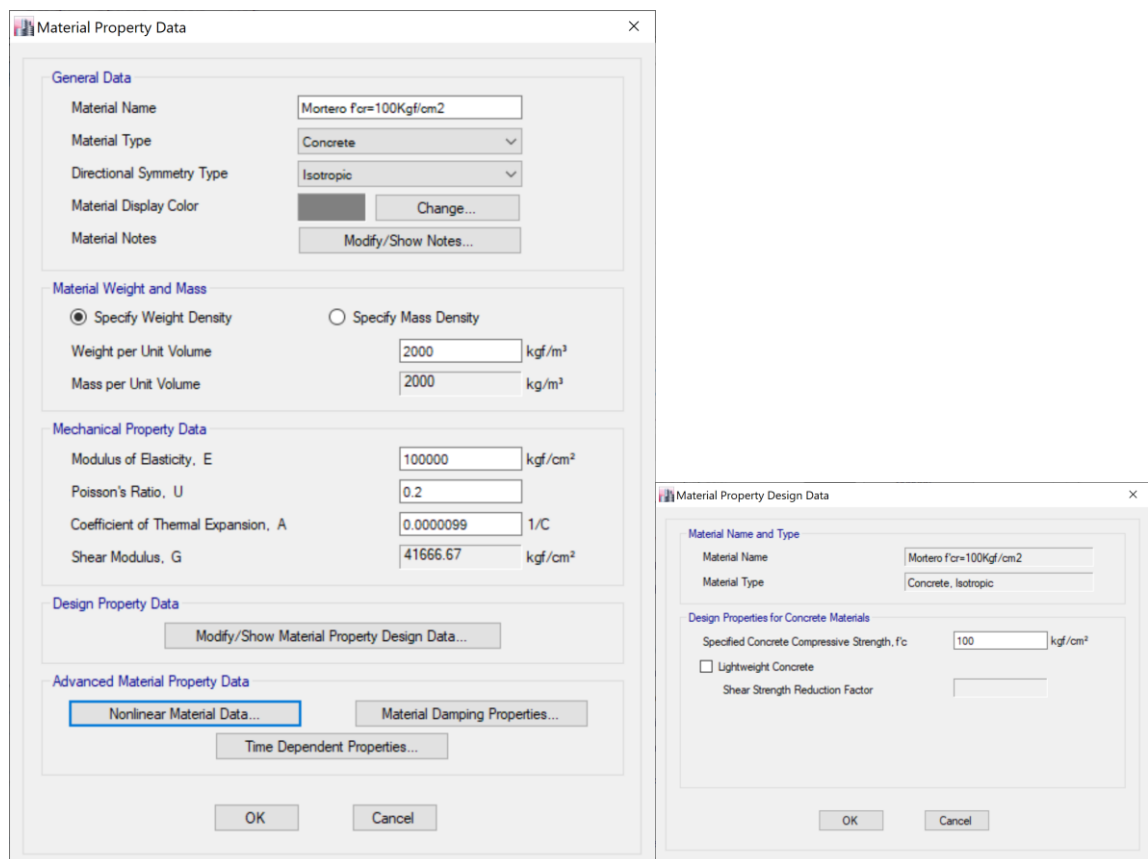 Material Property Data
General Data
Material Name Mortero f'cr=100Kgf/cm2
Material Type Concrete
Directional Symmetry Type Isotropic
Material Display Color Change...
Material Notes Modify/Show Notes...
Material Weight and Mass
Specify Weight Density Specify Mass Density
Weight per Unit Volume 2000 kgf/m³
Mass per Unit Volume 2000 kg/m³
Mechanical Property Data
Modulus of Elasticity, E 100000 kgf/cm²
Poisson's Ratio, U 0.2
Coefficient of Thermal Expansion, A 0.0000099 1/C
Shear Modulus, G 41666.67 kgf/cm²
Design Property Data
Modify/Show Material Property Design Data...
Advanced Material Property Data
Nonlinear Material Data... Material Damping Properties...
Time Dependent Properties...
OK Cancel
Material Property Design Data
Material Name and Type
Material Name Mortero f'cr=100Kgf/cm2
Material Type Concrete, Isotropic
Design Properties for Concrete Materials
Specified Concrete Compressive Strength, f'c 100 kgf/cm²
Lightweight Concrete
Shear Strength Reduction Factor
OK Cancel